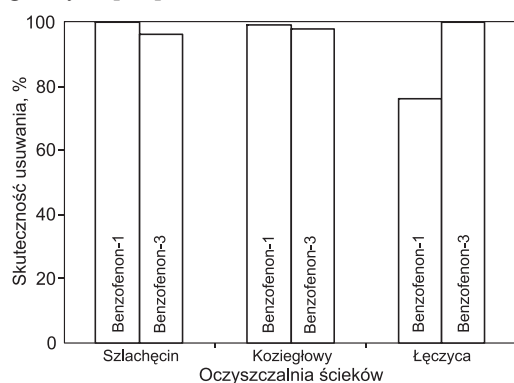 100
80
60
40
20
0
Skuteczność usuwania, %
Benzofenon-1
Benzofenon-3
Benzofenon-1
Benzofenon-3
Benzofenon-1
Benzofenon-3
Szlachęcin
Koziegłowy
Łęczyca
Oczyszczalnia ścieków